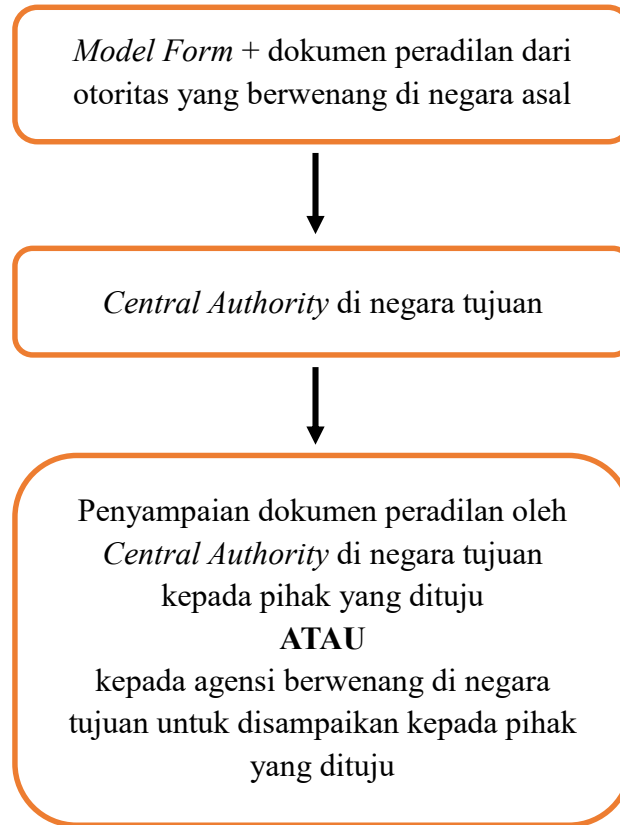 Model Form + dokumen peradilan dari
otoritas yang berwenang di negara asal
Central Authority di negara tujuan
Penyampaian dokumen peradilan oleh
Central Authority di negara tujuan
kepada pihak yang dituju
ATAU
kepada agensi berwenang di negara
tujuan untuk disampaikan kepada pihak
yang dituju